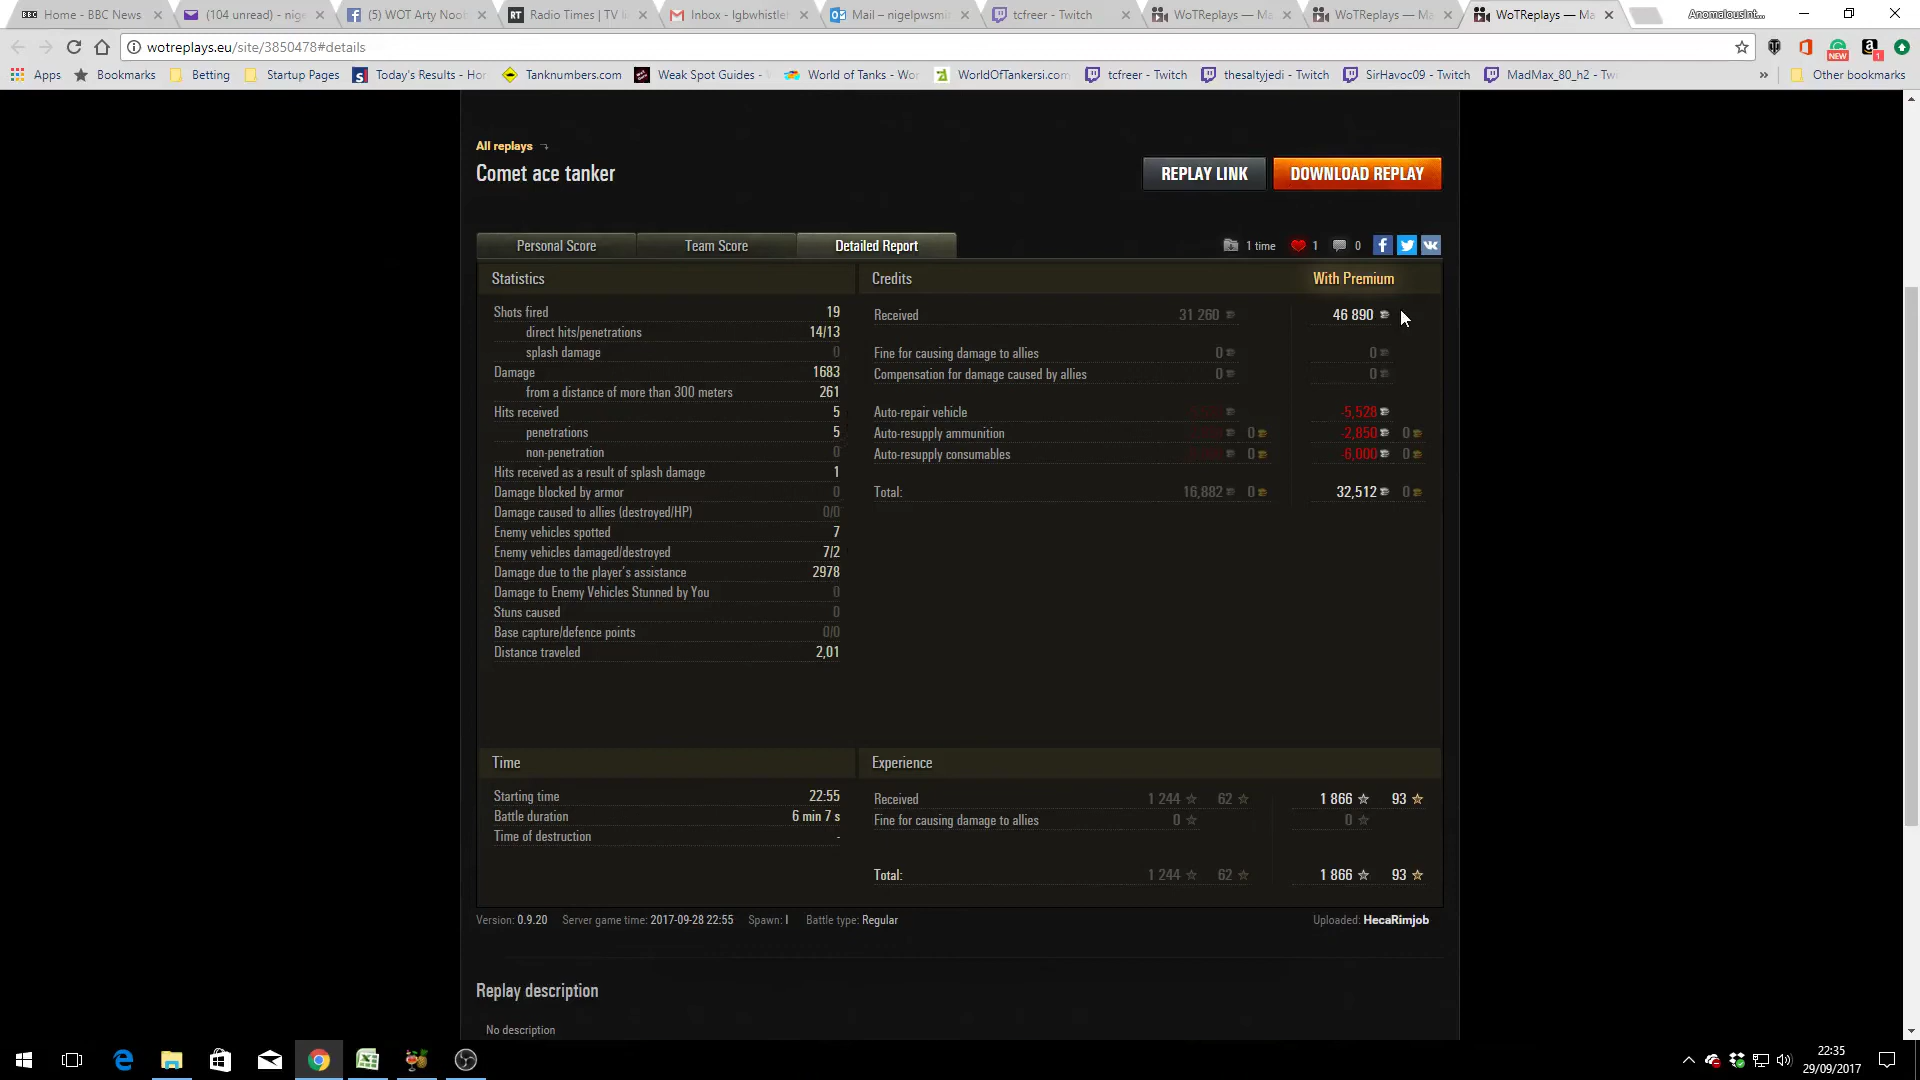 Home - BBC News
(104 unread) - nige
(5) WOT Arty Noob
Radio Times | TV li
Inbox - lgbwhistler
Mail – nigelpwsmi
tcfreer - Twitch
WoTReplays — Ma
WoTReplays — Ma
WoTReplays — Ma
AnomalousInt...
wotreplays.eu/site/3850478#details
Apps
Bookmarks
Betting
Startup Pages
Today's Results - Hor
Tanknumbers.com
Weak Spot Guides -
World of Tanks - Wor
WorldOfTankersi.com
tcfreer - Twitch
thesaltyjedi - Twitch
SirHavoc09 - Twitch
MadMax_80_h2 - Twi
Other bookmarks
All replays
Comet ace tanker
REPLAY LINK
DOWNLOAD REPLAY
Personal Score
Team Score
Detailed Report
1 time
1
0
Statistics
Credits
With Premium
Shots fired 19
direct hits/penetrations 14/13
splash damage 0
Damage 1683
from a distance of more than 300 meters 261
Hits received 5
penetrations 5
non-penetration 0
Hits received as a result of splash damage 1
Damage blocked by armor 0
Damage caused to allies (destroyed/HP) 0/0
Enemy vehicles spotted 7
Enemy vehicles damaged/destroyed 7/2
Damage due to the player's assistance 2978
Damage to Enemy Vehicles Stunned by You 0
Stuns caused 0
Base capture/defence points 0/0
Distance traveled 2,01
Received 31 260 46 890
Fine for causing damage to allies 0 0
Compensation for damage caused by allies 0 0
Auto-repair vehicle -5,528
Auto-resupply ammunition 0 -2,850 0
Auto-resupply consumables 0 -6,000 0
Total: 16,882 0 32,512 0
Time
Starting time 22:55
Battle duration 6 min 7 s
Time of destruction -
Experience
Received 1 244 62 1 866 93
Fine for causing damage to allies 0 0
Total: 1 244 62 1 866 93
Version: 0.9.20 Server game time: 2017-09-28 22:55 Spawn: I Battle type: Regular
Uploaded: HecaRimjob
Replay description
No description
22:35
29/09/2017